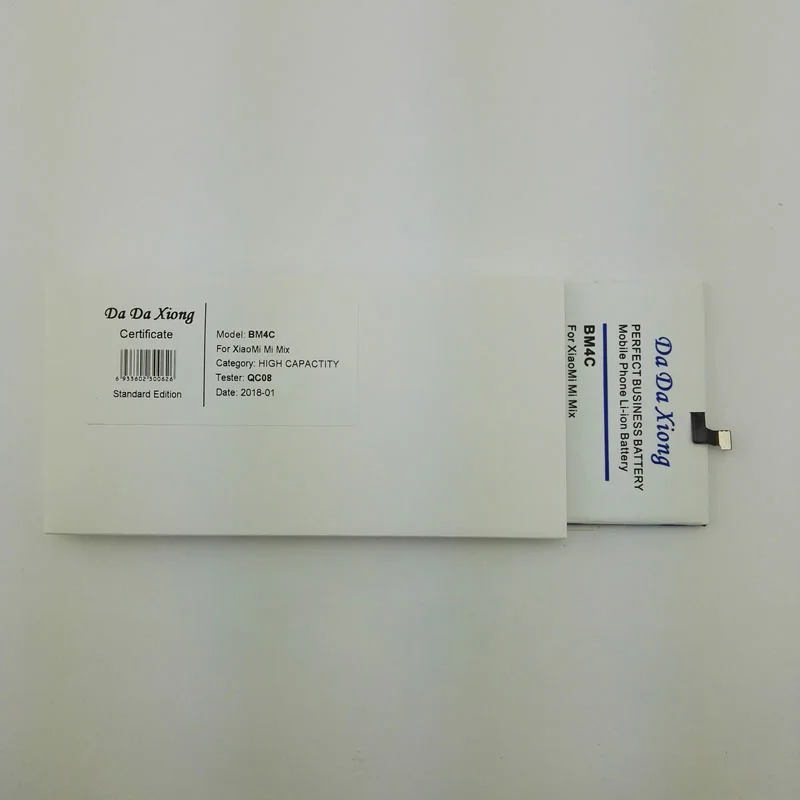 Da Da Xiong
Certificate
6 933602 300626
Standard Edition
Model: BM4C
For XiaoMi Mi Mix
Category: HIGH CAPACTITY
Tester: QC08
Date: 2018-01
Da Da Xiong
PERFECT BUSINESS BATTERY
Mobile Phone Li-ion Battery
BM4C
For XiaoMi Mi Mix